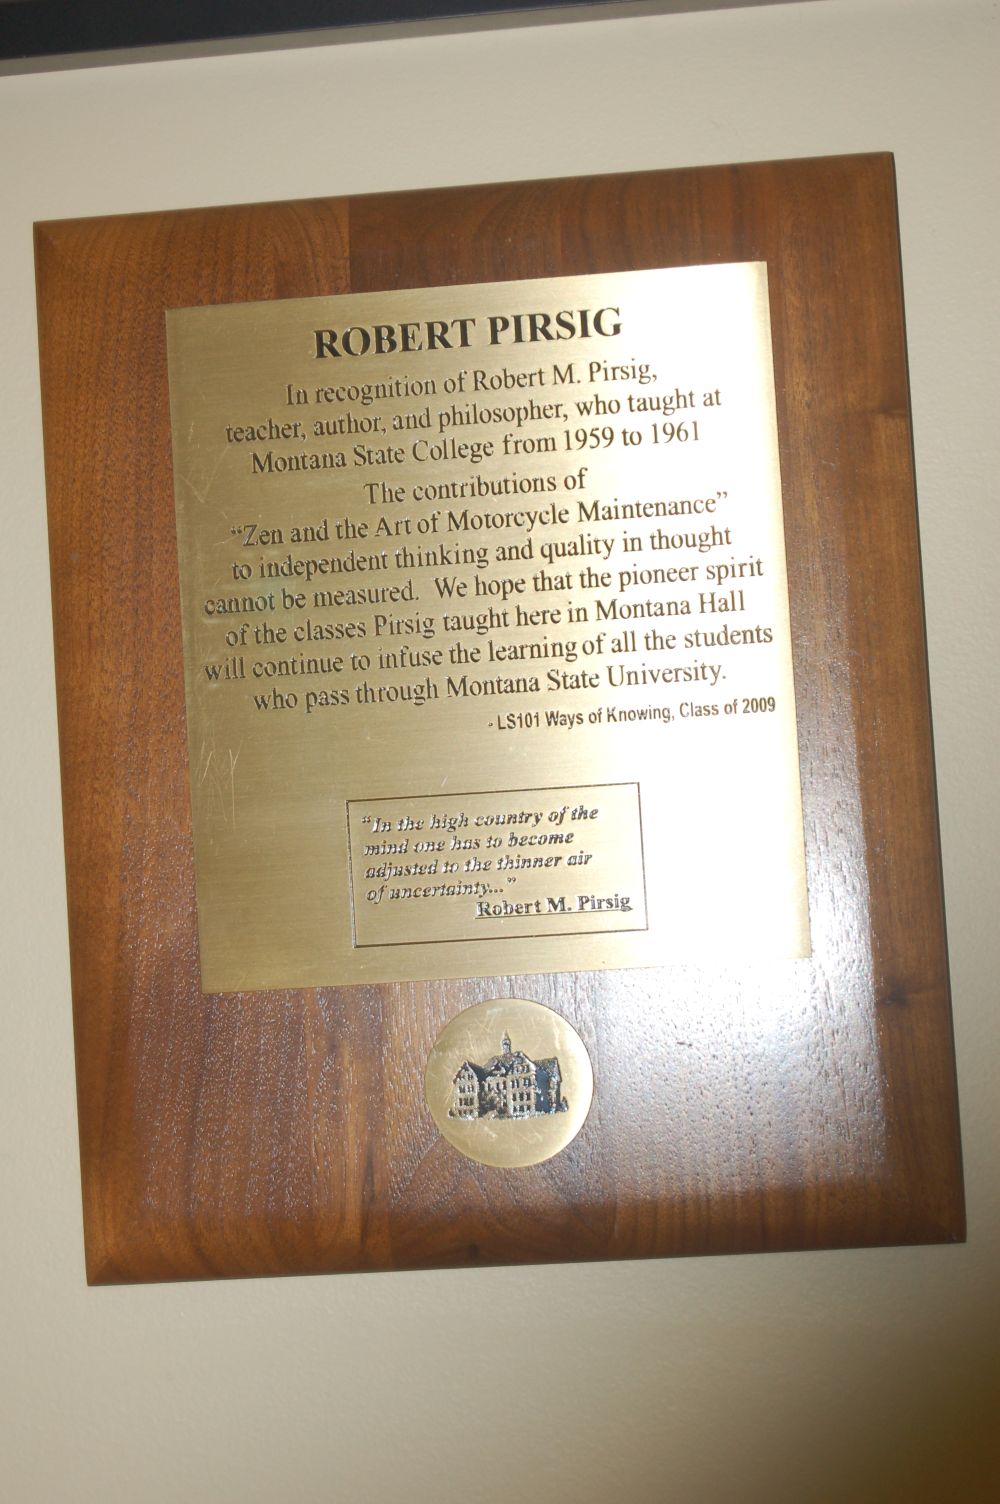 ROBERT PIRSIG
In recognition of Robert M. Pirsig,
teacher, author, and philosopher, who taught at
Montana State College from 1959 to 1961
The contributions of
“Zen and the Art of Motorcycle Maintenance”
to independent thinking and quality in thought
cannot be measured. We hope that the pioneer spirit
of the classes Pirsig taught here in Montana Hall
will continue to infuse the learning of all the students
who pass through Montana State University.
- LS101 Ways of Knowing, Class of 2009
“In the high country of the
mind one has to become
adjusted to the thinner air
of uncertainty...”
Robert M. Pirsig